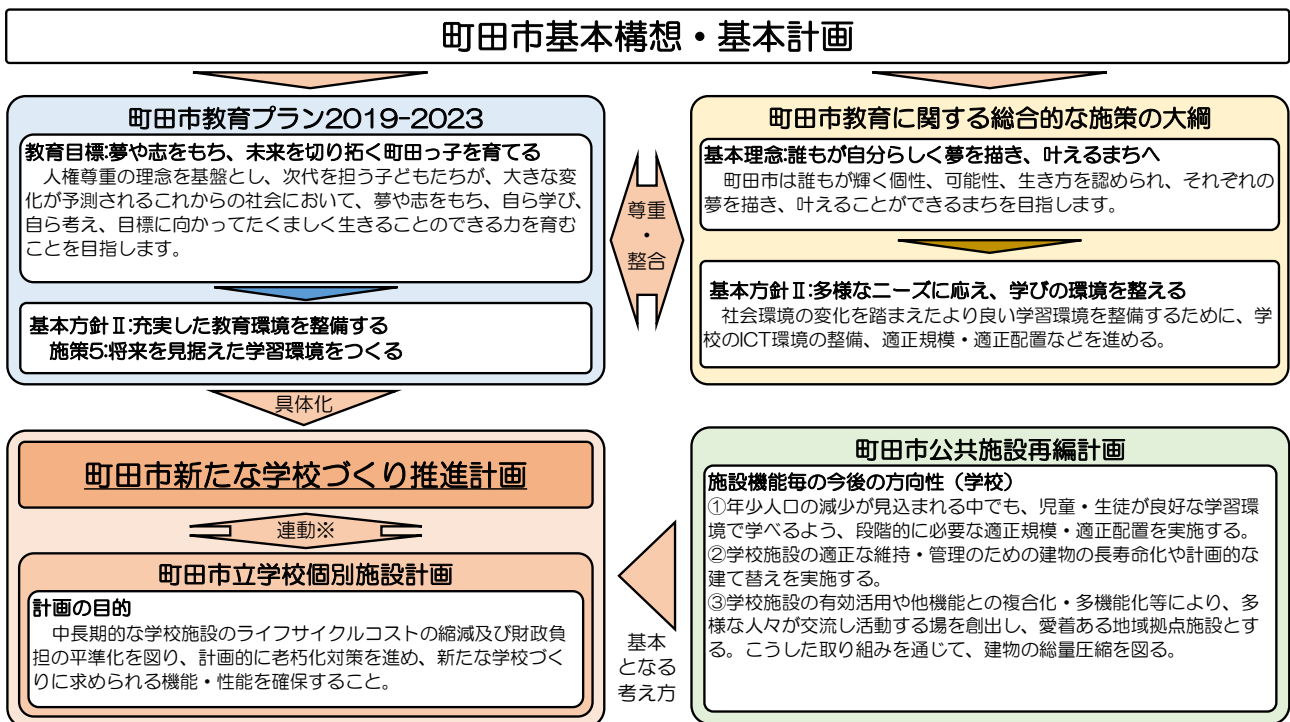 町田市基本構想・基本計画
町田市教育プラン2019-2023
教育目標:夢や志をもち、未来を切り拓く町田っ子を育てる
人権尊重の理念を基盤とし、次代を担う子どもたちが、大きな変
化が予測されるこれからの社会において、夢や志をもち、自ら学び、
自ら考え、目標に向かってたくましく生きることのできる力を育む
ことを目指します。
基本方針Ⅱ:充実した教育環境を整備する
施策5:将来を見据えた学習環境をつくる
尊重
・
整合
町田市教育に関する総合的な施策の大綱
基本理念:誰もが自分らしく夢を描き、叶えるまちへ
町田市は誰もが輝く個性、可能性、生き方を認められ、それぞれの
夢を描き、叶えることができるまちを目指します。
基本方針Ⅱ:多様なニーズに応え、学びの環境を整える
社会環境の変化を踏まえたより良い学習環境を整備するために、学
校のICT環境の整備、適正規模・適正配置などを進める。
具体化
町田市新たな学校づくり推進計画
連動※
町田市立学校個別施設計画
計画の目的
中長期的な学校施設のライフサイクルコストの縮減及び財政負
担の平準化を図り、計画的に老朽化対策を進め、新たな学校づく
りに求められる機能・性能を確保すること。
基本
となる
考え方
町田市公共施設再編計画
施設機能毎の今後の方向性（学校）
①年少人口の減少が見込まれる中でも、児童・生徒が良好な学習環
境で学べるよう、段階的に必要な適正規模・適正配置を実施する。
②学校施設の適正な維持・管理のための建物の長寿命化や計画的な
建て替えを実施する。
③学校施設の有効活用や他機能との複合化・多機能化等により、多
様な人々が交流し活動する場を創出し、愛着ある地域拠点施設とす
る。こうした取り組みを通じて、建物の総量圧縮を図る。